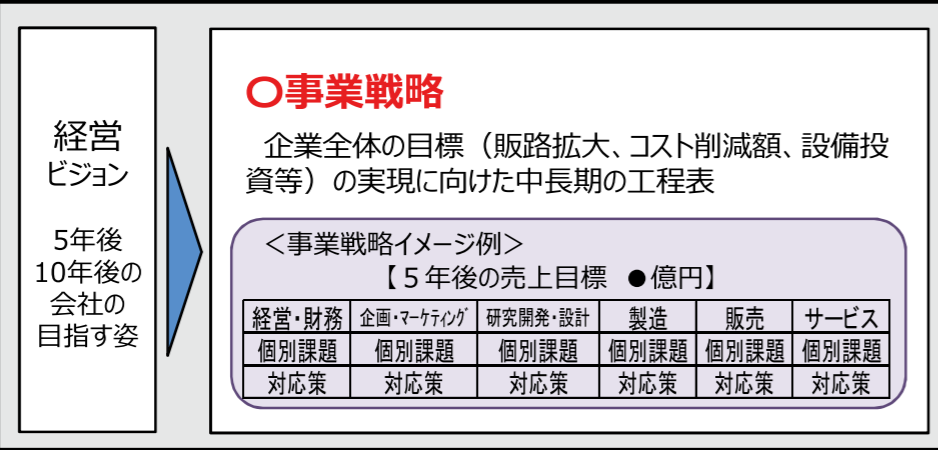 経営
ビジョン
5年後
10年後の
会社の
目指す姿
〇事業戦略
企業全体の目標（販路拡大、コスト削減額、設備投
資等）の実現に向けた中長期の工程表
＜事業戦略イメージ例＞
【５年後の売上目標　●億円】
経営・財務 企画・マーケティング 研究開発・設計 製造 販売 サービス
個別課題 個別課題 個別課題 個別課題 個別課題 個別課題
対応策 対応策 対応策 対応策 対応策 対応策